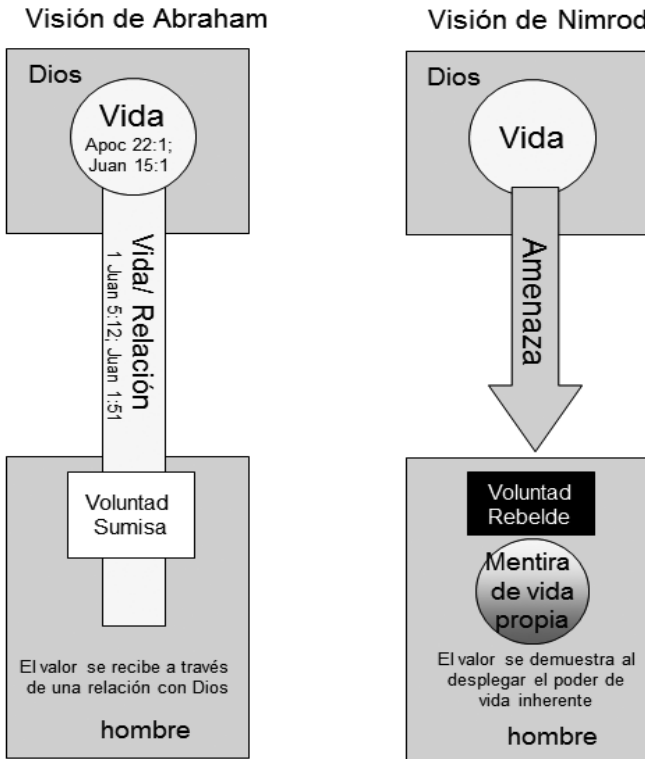 Visión de Abraham
Dios
Vida
Apoc 22:1;
Juan 15:1
Vida/ Relación
1 Juan 5:12; Juan 1:51
Voluntad
Sumisa
El valor se recibe a través
de una relación con Dios
hombre
Visión de Nimrod
Dios
Vida
Amenaza
Voluntad
Rebelde
Mentira
de vida
propia
El valor se demuestra al
desplegar el poder de
vida inherente
hombre